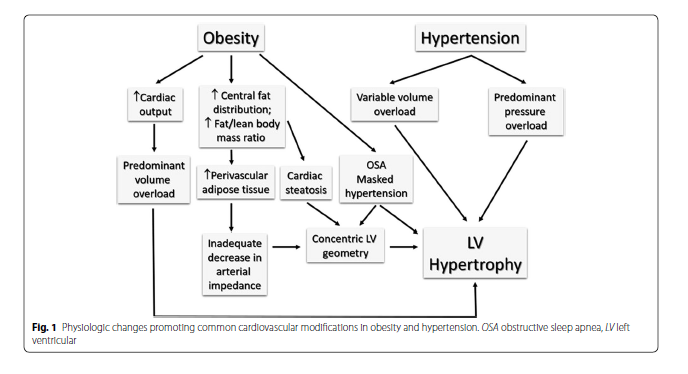 Obesity
Hypertension
↑Cardiac
output
↑ Central fat
distribution;
↑ Fat/lean body
mass ratio
Variable volume
overload
Predominant
pressure
overload
Predominant
volume
overload
↑Perivascular
adipose tissue
Cardiac
steatosis
OSA
Masked
hypertension
Inadequate
decrease in
arterial
impedance
Concentric LV
geometry
LV
Hypertrophy
Fig. 1 Physiologic changes promoting common cardiovascular modifications in obesity and hypertension. OSA obstructive sleep apnea, LV left
ventricular